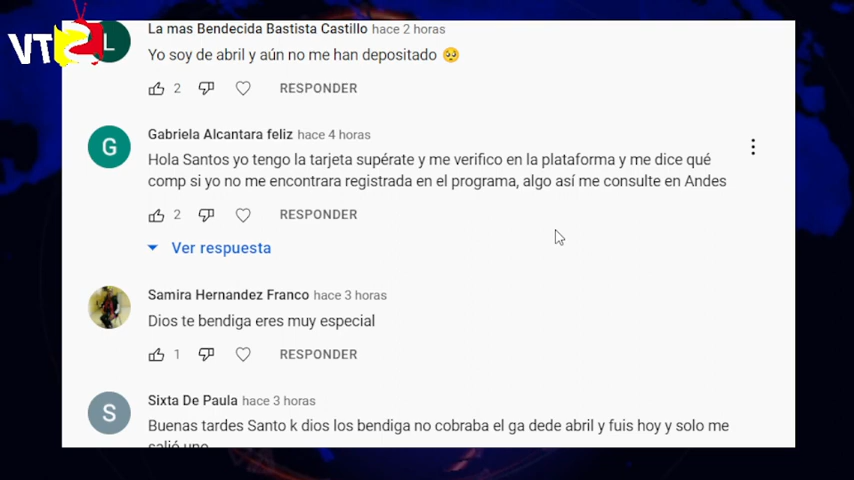 VTS
L
La mas Bendecida Bastista Castillo hace 2 horas
Yo soy de abril y aún no me han depositado 🥺
2 RESPONDER
G
Gabriela Alcantara feliz hace 4 horas
Hola Santos yo tengo la tarjeta supérate y me verifico en la plataforma y me dice qué
comp si yo no me encontrara registrada en el programa, algo así me consulte en Andes
2 RESPONDER
Ver respuesta
Samira Hernandez Franco hace 3 horas
Dios te bendiga eres muy especial
1 RESPONDER
S
Sixta De Paula hace 3 horas
Buenas tardes Santo k dios los bendiga no cobraba el ga dede abril y fuis hoy y solo me
salió uno